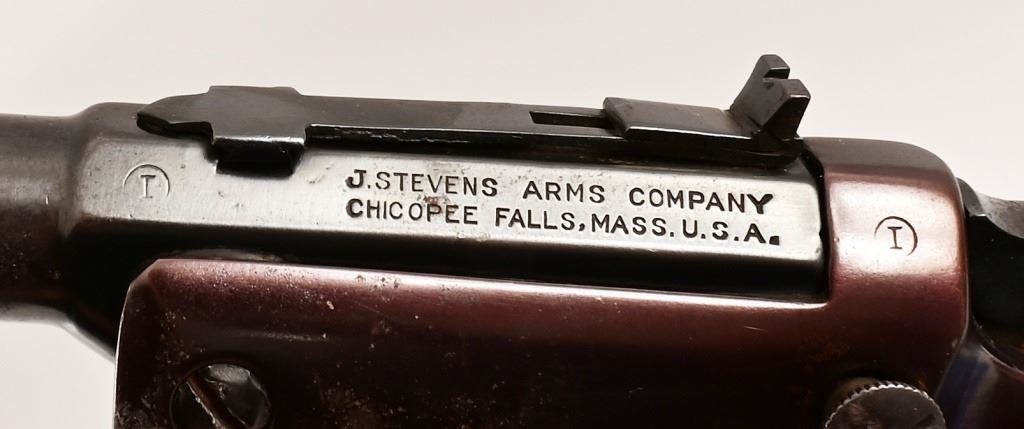 I
J.STEVENS ARMS COMPANY
CHICOPEE FALLS, MASS. U.S.A.
I